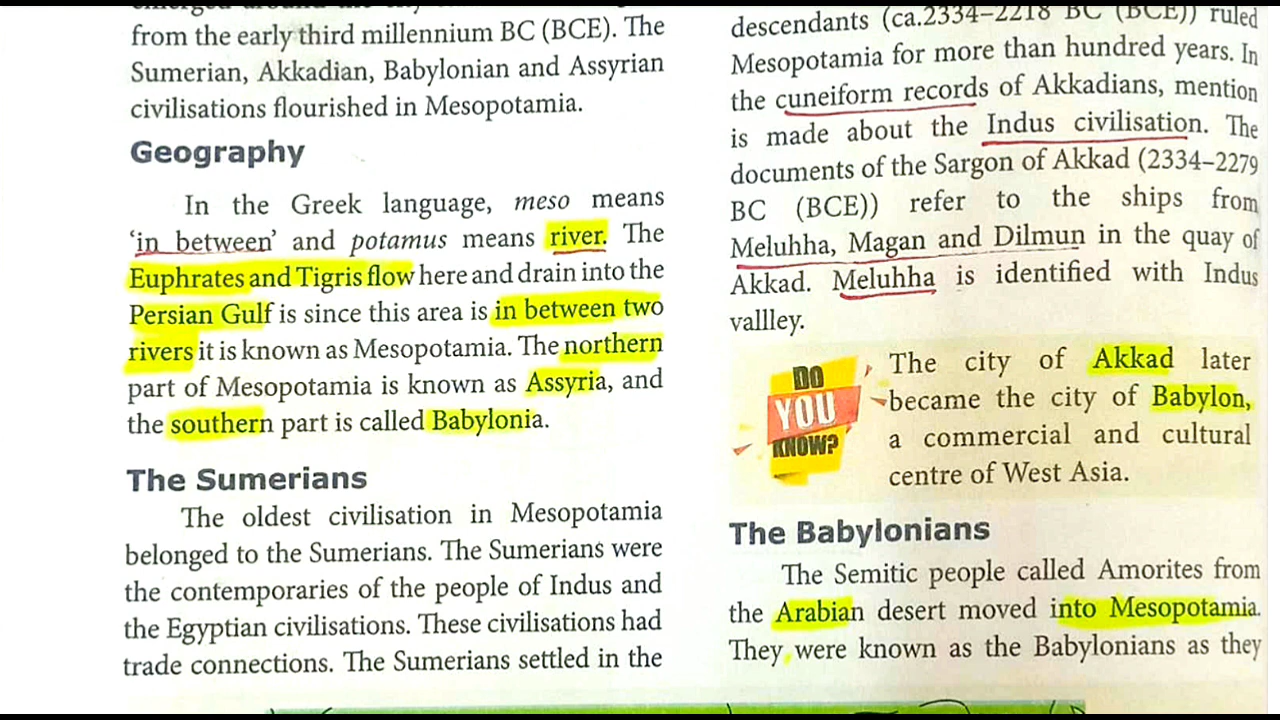 from the early third millennium BC (BCE). The
Sumerian, Akkadian, Babylonian and Assyrian
civilisations flourished in Mesopotamia.
Geography
In the Greek language, meso means
‘in between’ and potamus means river. The
Euphrates and Tigris flow here and drain into the
Persian Gulf is since this area is in between two
rivers it is known as Mesopotamia. The northern
part of Mesopotamia is known as Assyria, and
the southern part is called Babylonia.
The Sumerians
The oldest civilisation in Mesopotamia
belonged to the Sumerians. The Sumerians were
the contemporaries of the people of Indus and
the Egyptian civilisations. These civilisations had
trade connections. The Sumerians settled in the
descendants (ca.2334–2218 BC (BCE)) ruled
Mesopotamia for more than hundred years. In
the cuneiform records of Akkadians, mention
is made about the Indus civilisation. The
documents of the Sargon of Akkad (2334–2279
BC (BCE)) refer to the ships from
Meluhha, Magan and Dilmun in the quay of
Akkad. Meluhha is identified with Indus
vallley.
DO
YOU
KNOW?
The city of Akkad later
became the city of Babylon,
a commercial and cultural
centre of West Asia.
The Babylonians
The Semitic people called Amorites from
the Arabian desert moved into Mesopotamia.
They were known as the Babylonians as they